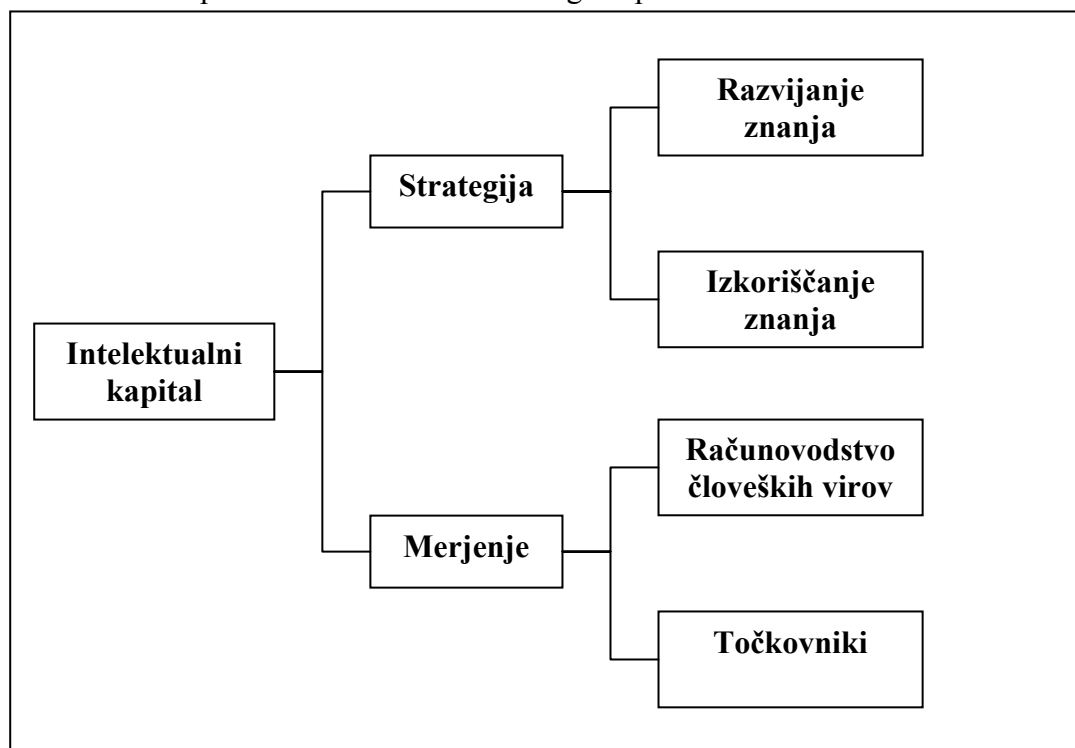 Razvijanje
znanja
Strategija
Izkoriščanje
znanja
Intelektualni
kapital
Računovodstvo
človeških virov
Merjenje
Točkovniki